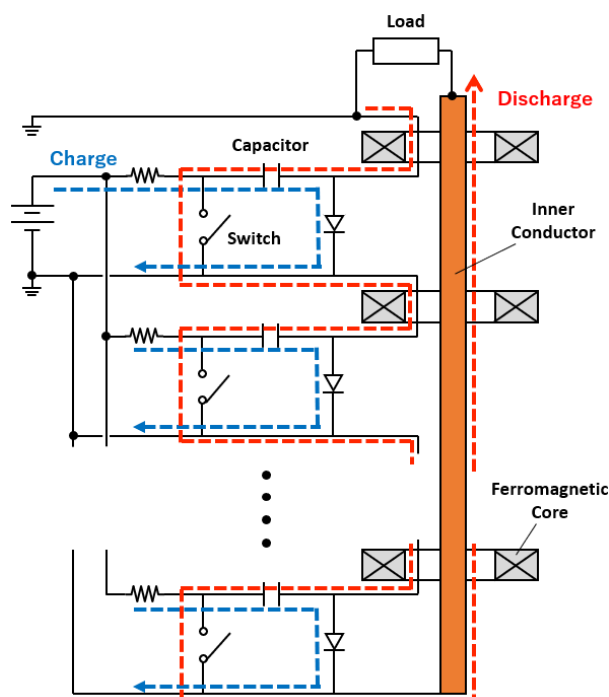 Load
Discharge
Capacitor
Charge
Switch
Inner
Conductor
Ferromagnetic
Core